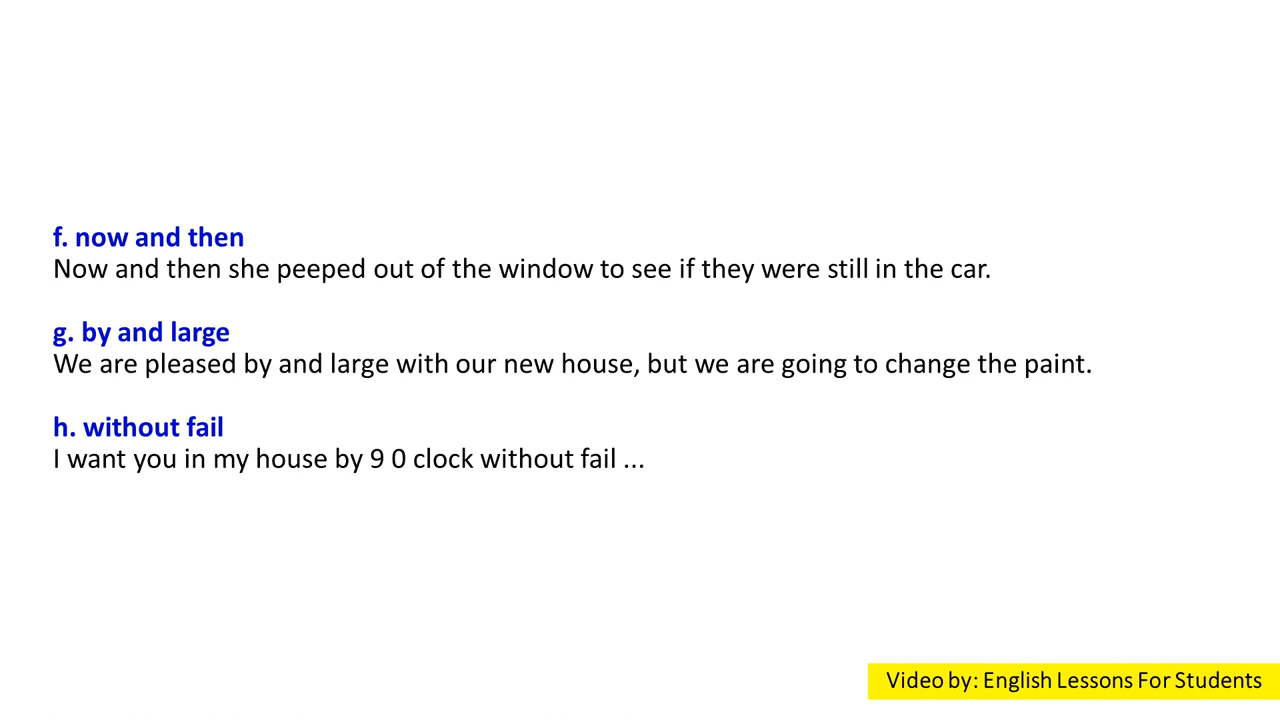 f. now and then
Now and then she peeped out of the window to see if they were still in the car.
g. by and large
We are pleased by and large with our new house, but we are going to change the paint.
h. without fail
I want you in my house by 9 0 clock without fail ...
Video by: English Lessons For Students